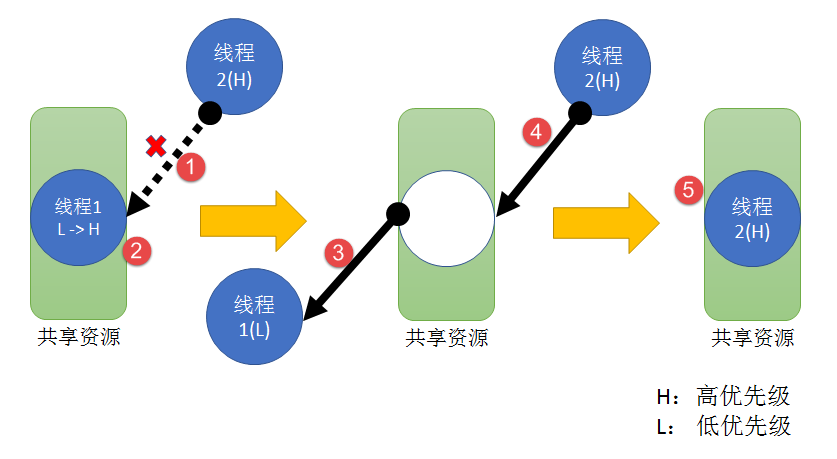 线程
2(H)
1
线程1
L -> H
2
共享资源
3
线程
1(L)
4
线程
2(H)
共享资源
5
线程
2(H)
共享资源
H：高优先级
L： 低优先级